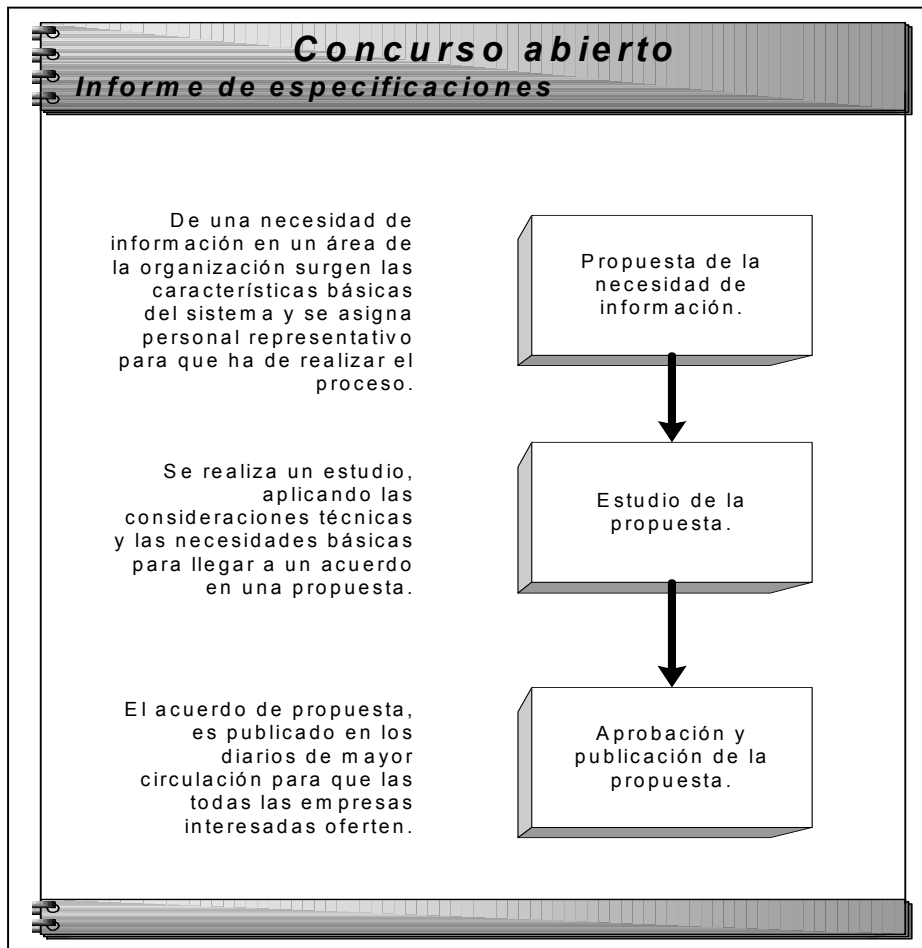 Concurso abierto
Informe de especificaciones
De una necesidad de
información en un área de
la organización surgen las
características básicas
del sistema y se asigna
personal representativo
para que ha de realizar el
proceso.
Propuesta de la
necesidad de
información.
Se realiza un estudio,
aplicando las
consideraciones técnicas
y las necesidades básicas
para llegar a un acuerdo
en una propuesta.
Estudio de la
propuesta.
El acuerdo de propuesta,
es publicado en los
diarios de mayor
circulación para que las
todas las empresas
interesadas oferten.
Aprobación y
publicación de la
propuesta.